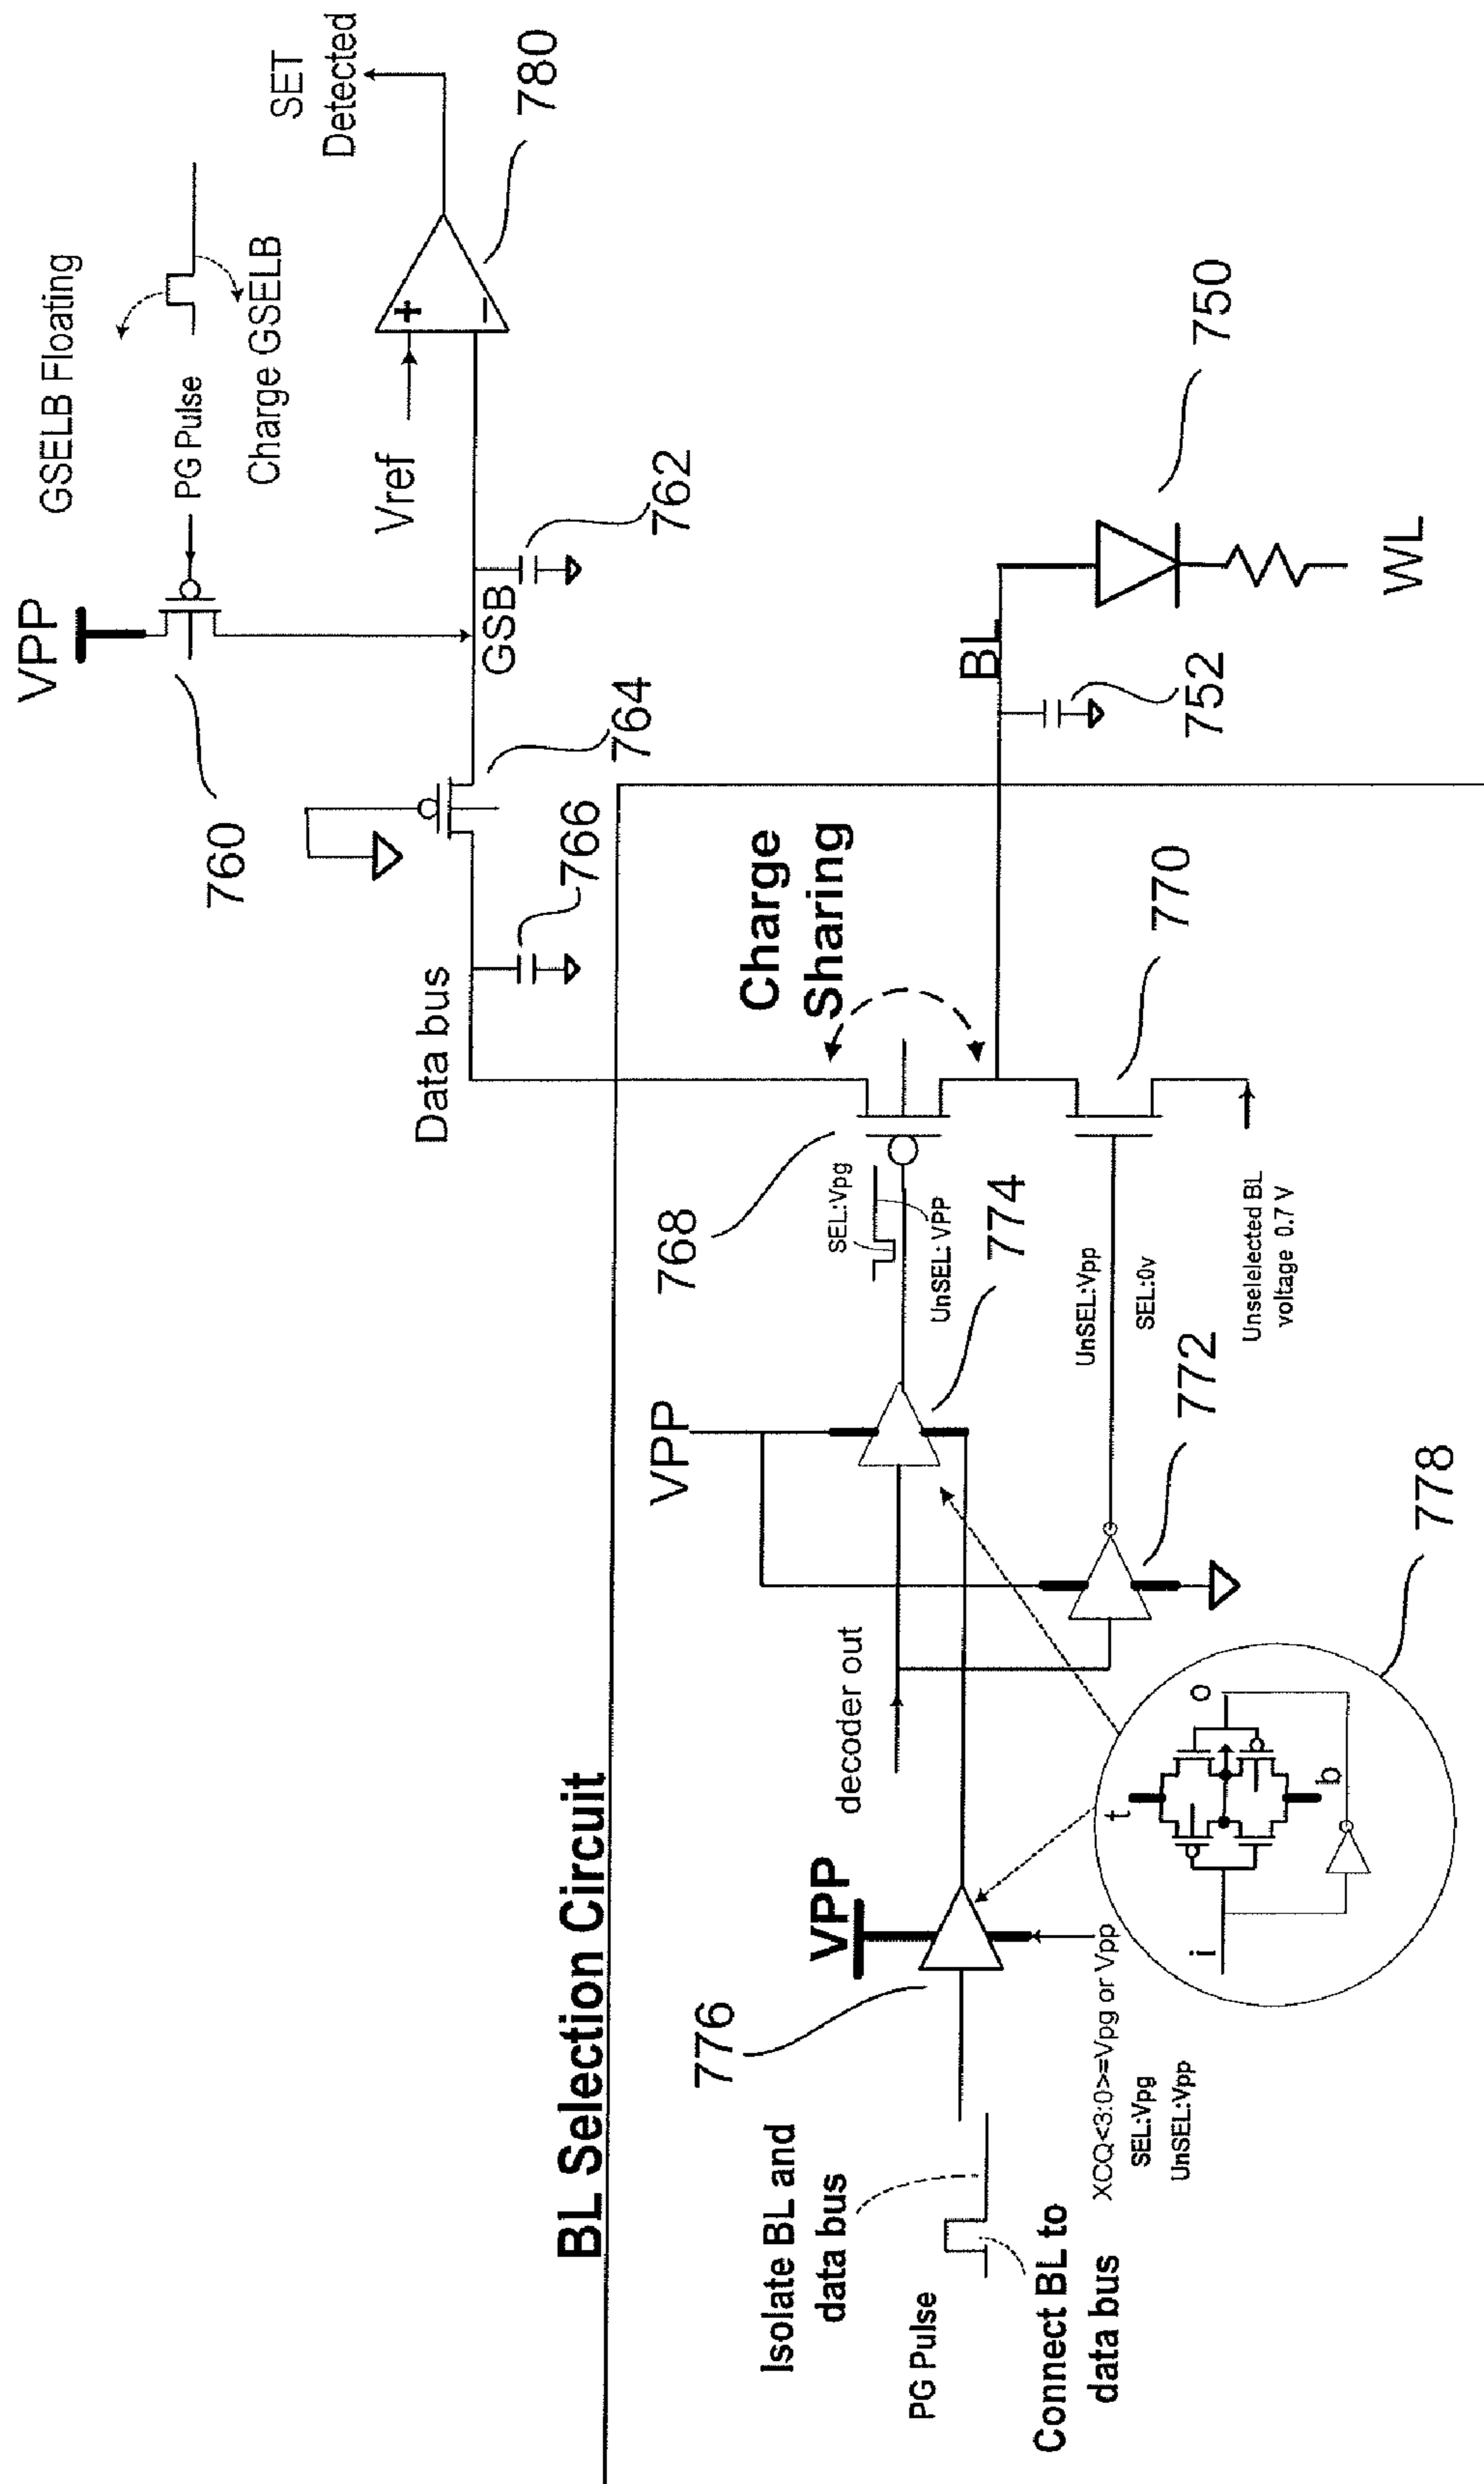 VPP
GSELB Floating
PG Pulse
Charge GSELB
SET
Detected
760
764
GSB
762
Vref
+
−
780
Data bus
766
BL Selection Circuit
Charge
Sharing
768
SEL:Vpg
UnSEL: VPP
774
VPP
decoder out
VPP
776
Isolate BL and
data bus
PG Pulse
Connect BL to
data bus
XCQ<3:0>=Vpg or Vpp
SEL:Vpg
UnSEL:Vpp
t
i
o
b
778
772
UnSEL:Vpp
SEL:0v
Unselelected BL
voltage 0.7 V
770
BL
752
750
WL